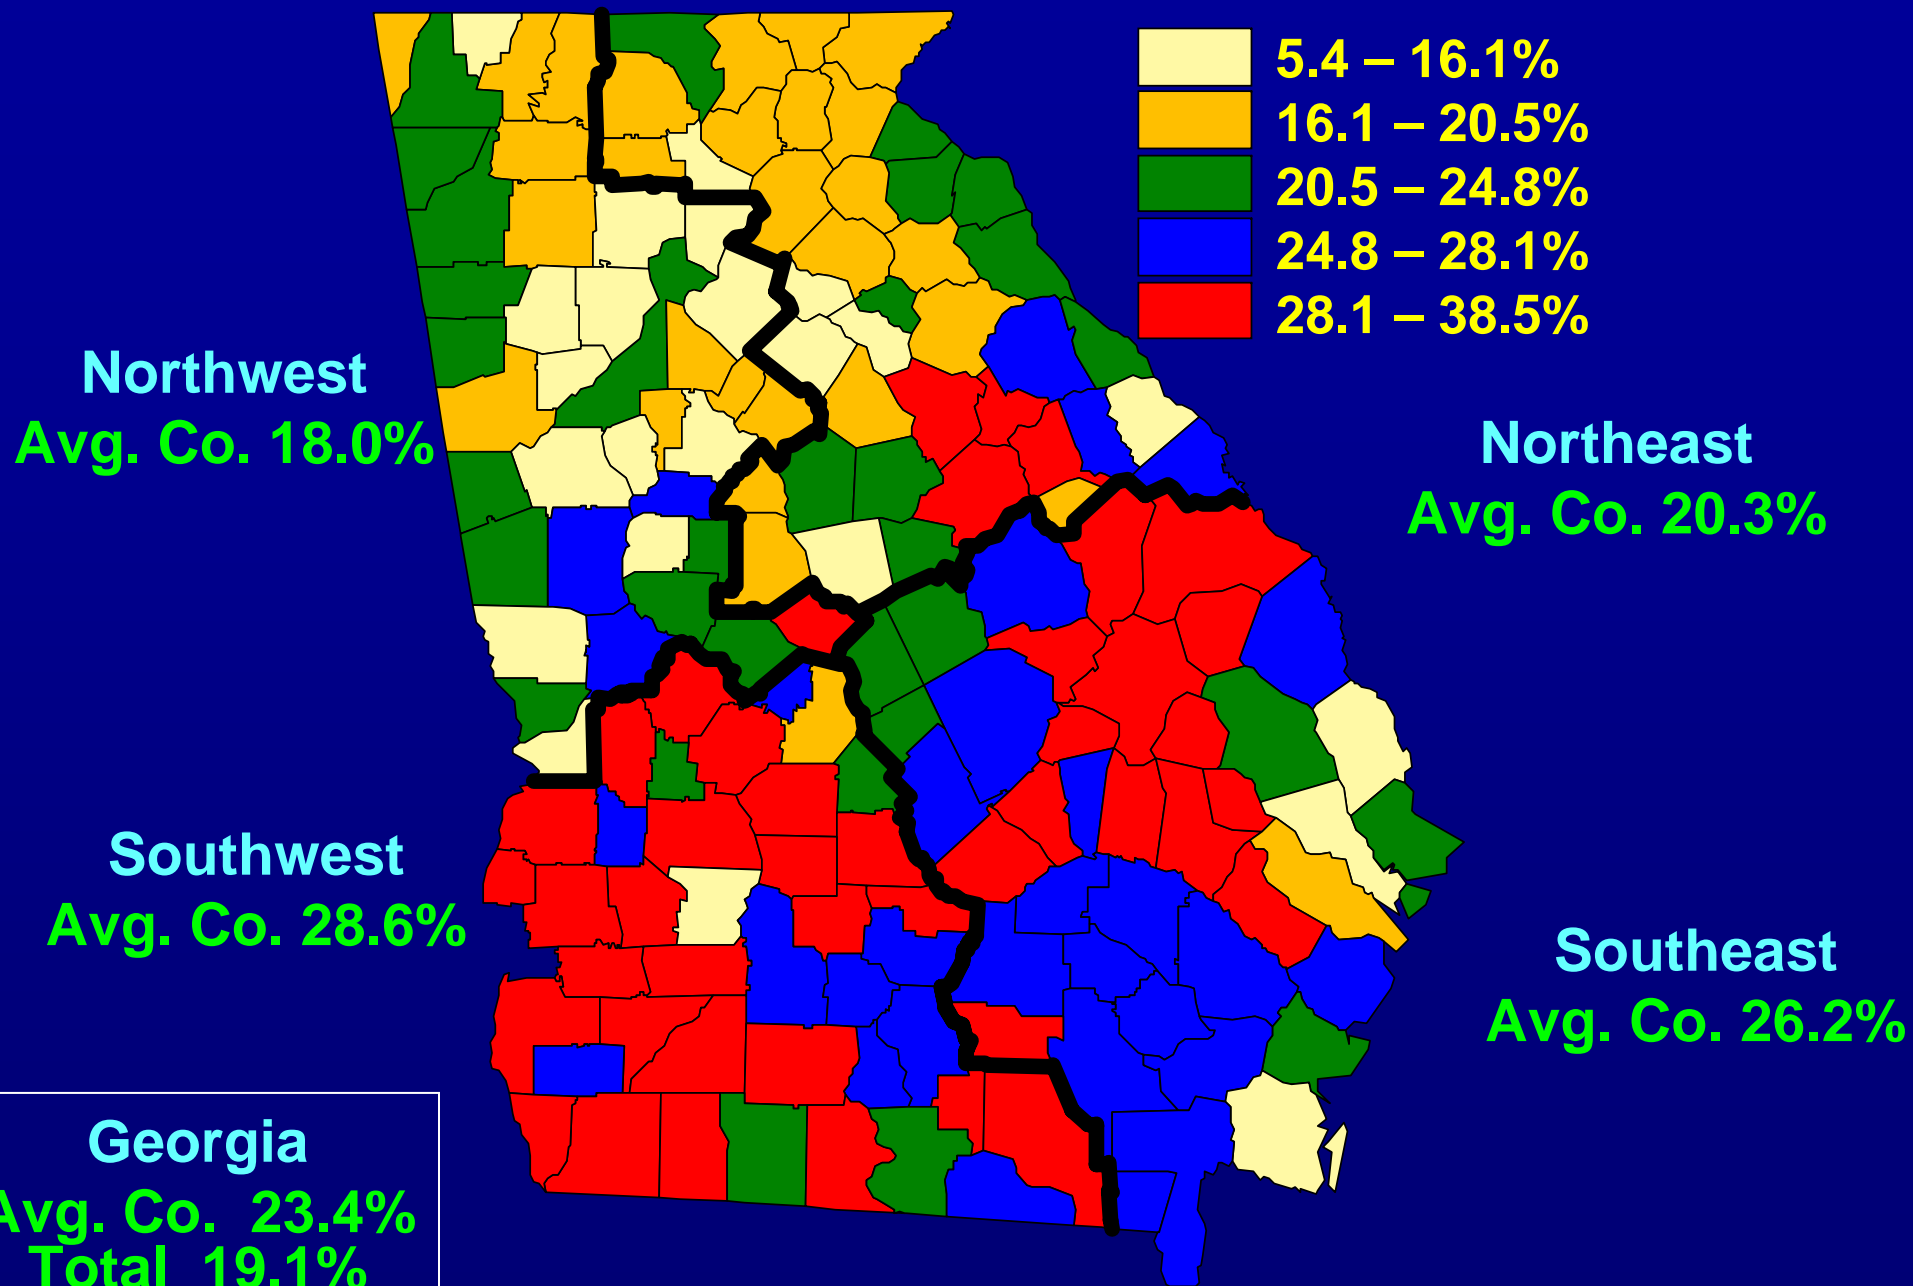 5.4 – 16.1%
16.1 – 20.5%
20.5 – 24.8%
24.8 – 28.1%
28.1 – 38.5%
Northwest
Avg. Co. 18.0%
Northeast
Avg. Co. 20.3%
Southwest
Avg. Co. 28.6%
Southeast
Avg. Co. 26.2%
Georgia
Avg. Co. 23.4%
Total 19.1%